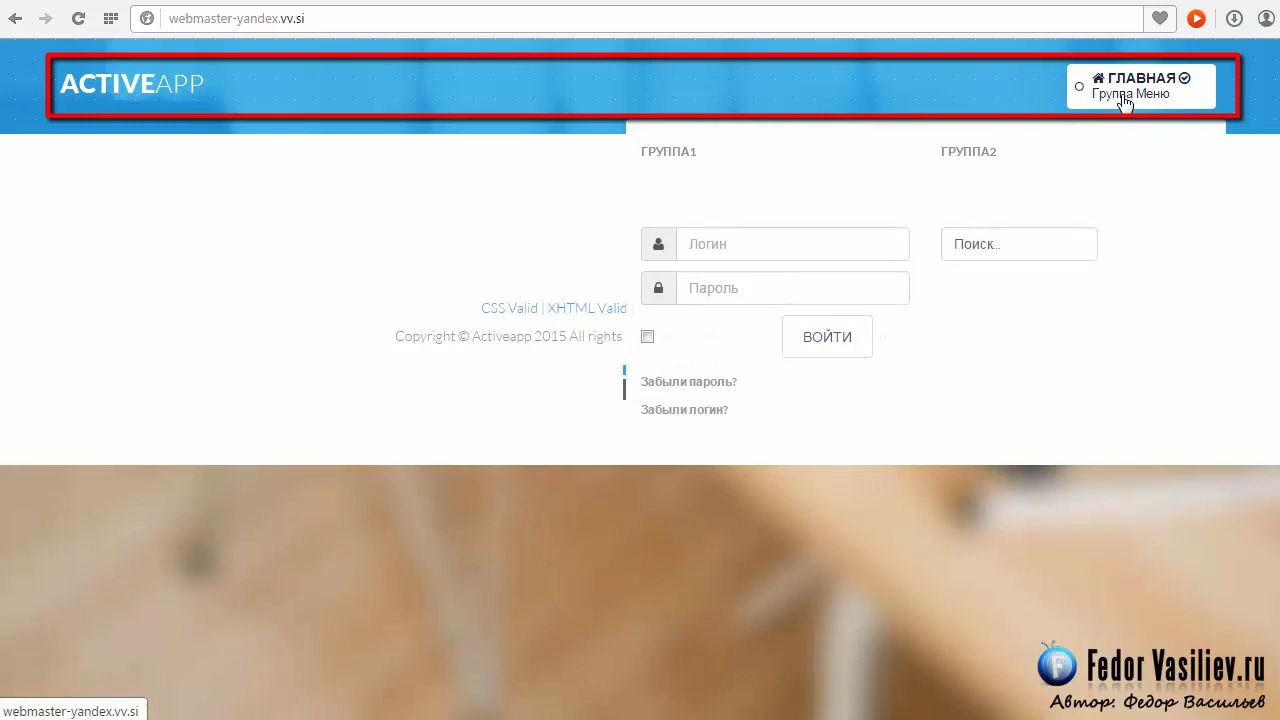 webmaster-yandex.vv.si
ACTIVEAPP
ГЛАВНАЯ
Группа Меню
ГРУППА1
ГРУППА2
Логин
Поиск...
Пароль
CSS Valid | XHTML Valid
Copyright © Activeapp 2015 All rights
ВОЙТИ
Забыли пароль?
Забыли логин?
Fedor Vasiliev.ru
Автор: Федор Васильев
webmaster-yandex.vv.si